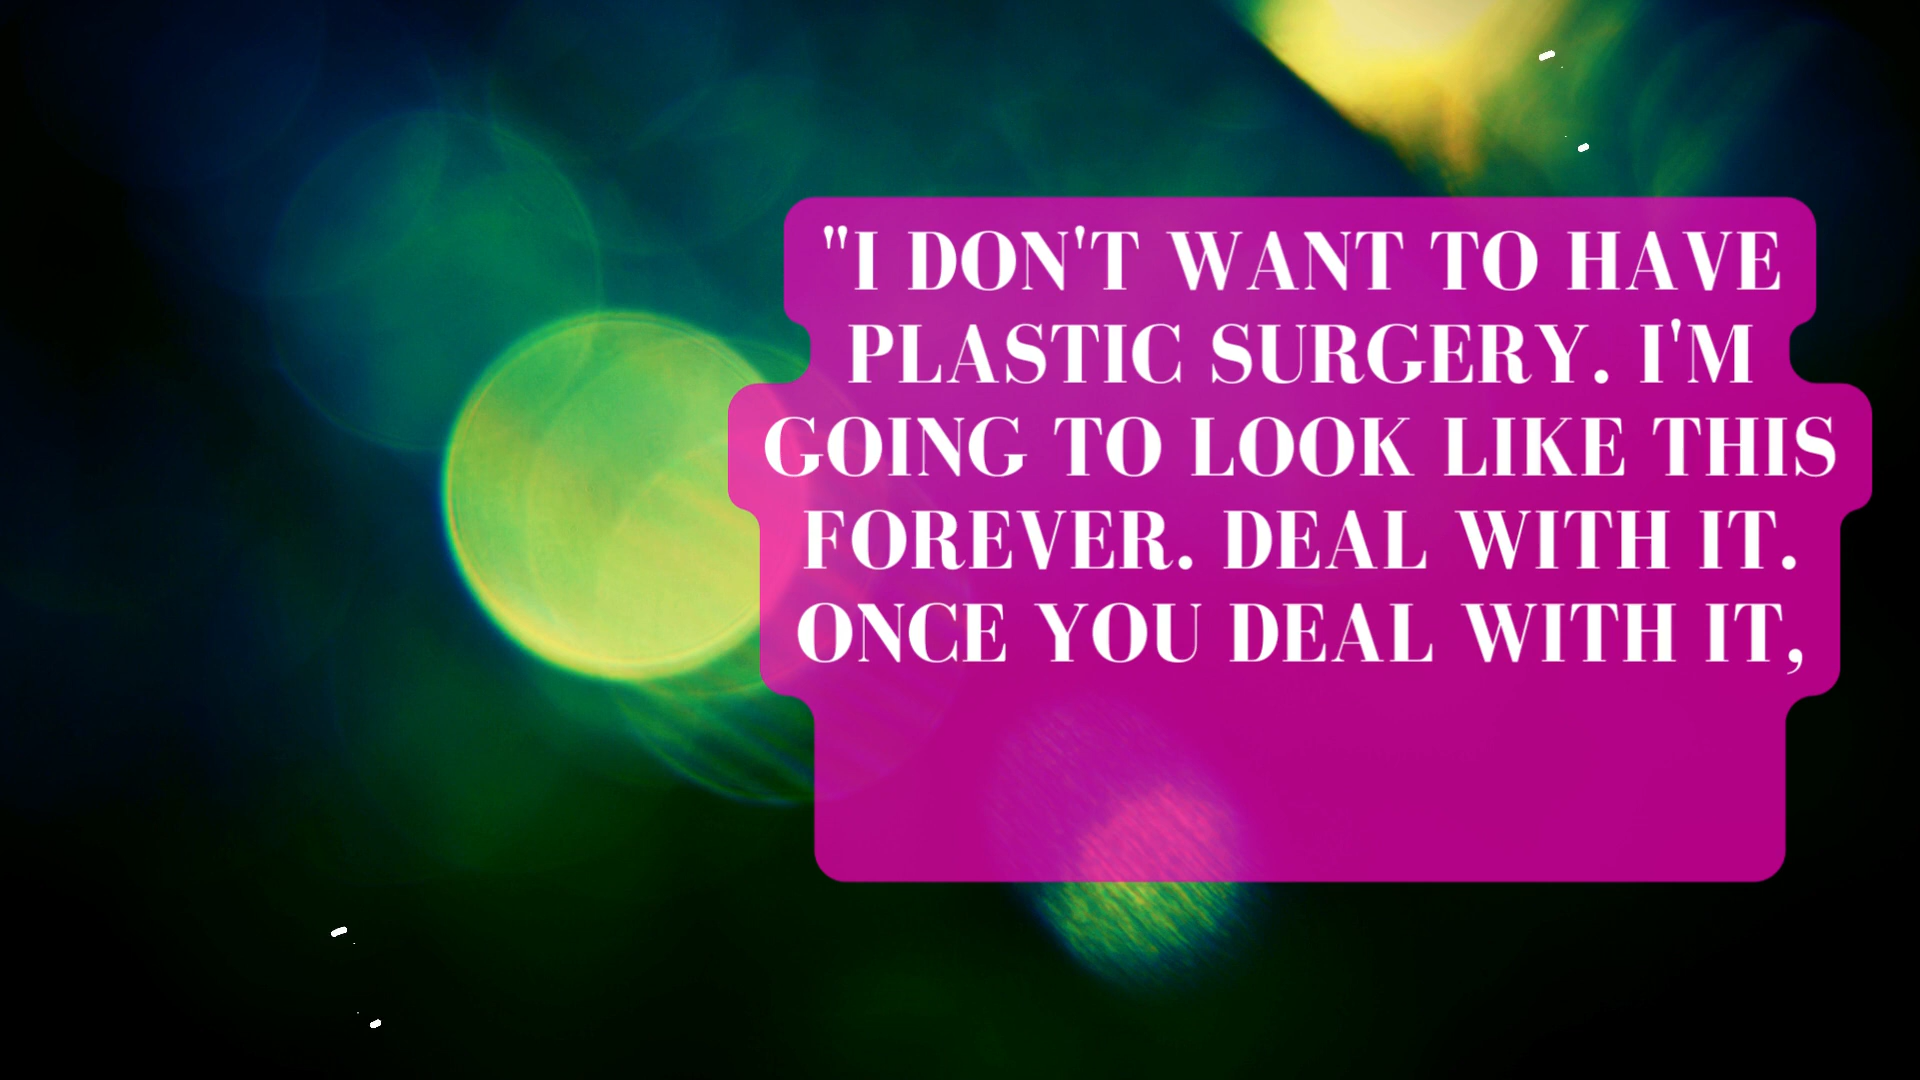 "I DON'T WANT TO HAVE
PLASTIC SURGERY. I'M
GOING TO LOOK LIKE THIS
FOREVER. DEAL WITH IT.
ONCE YOU DEAL WITH IT,